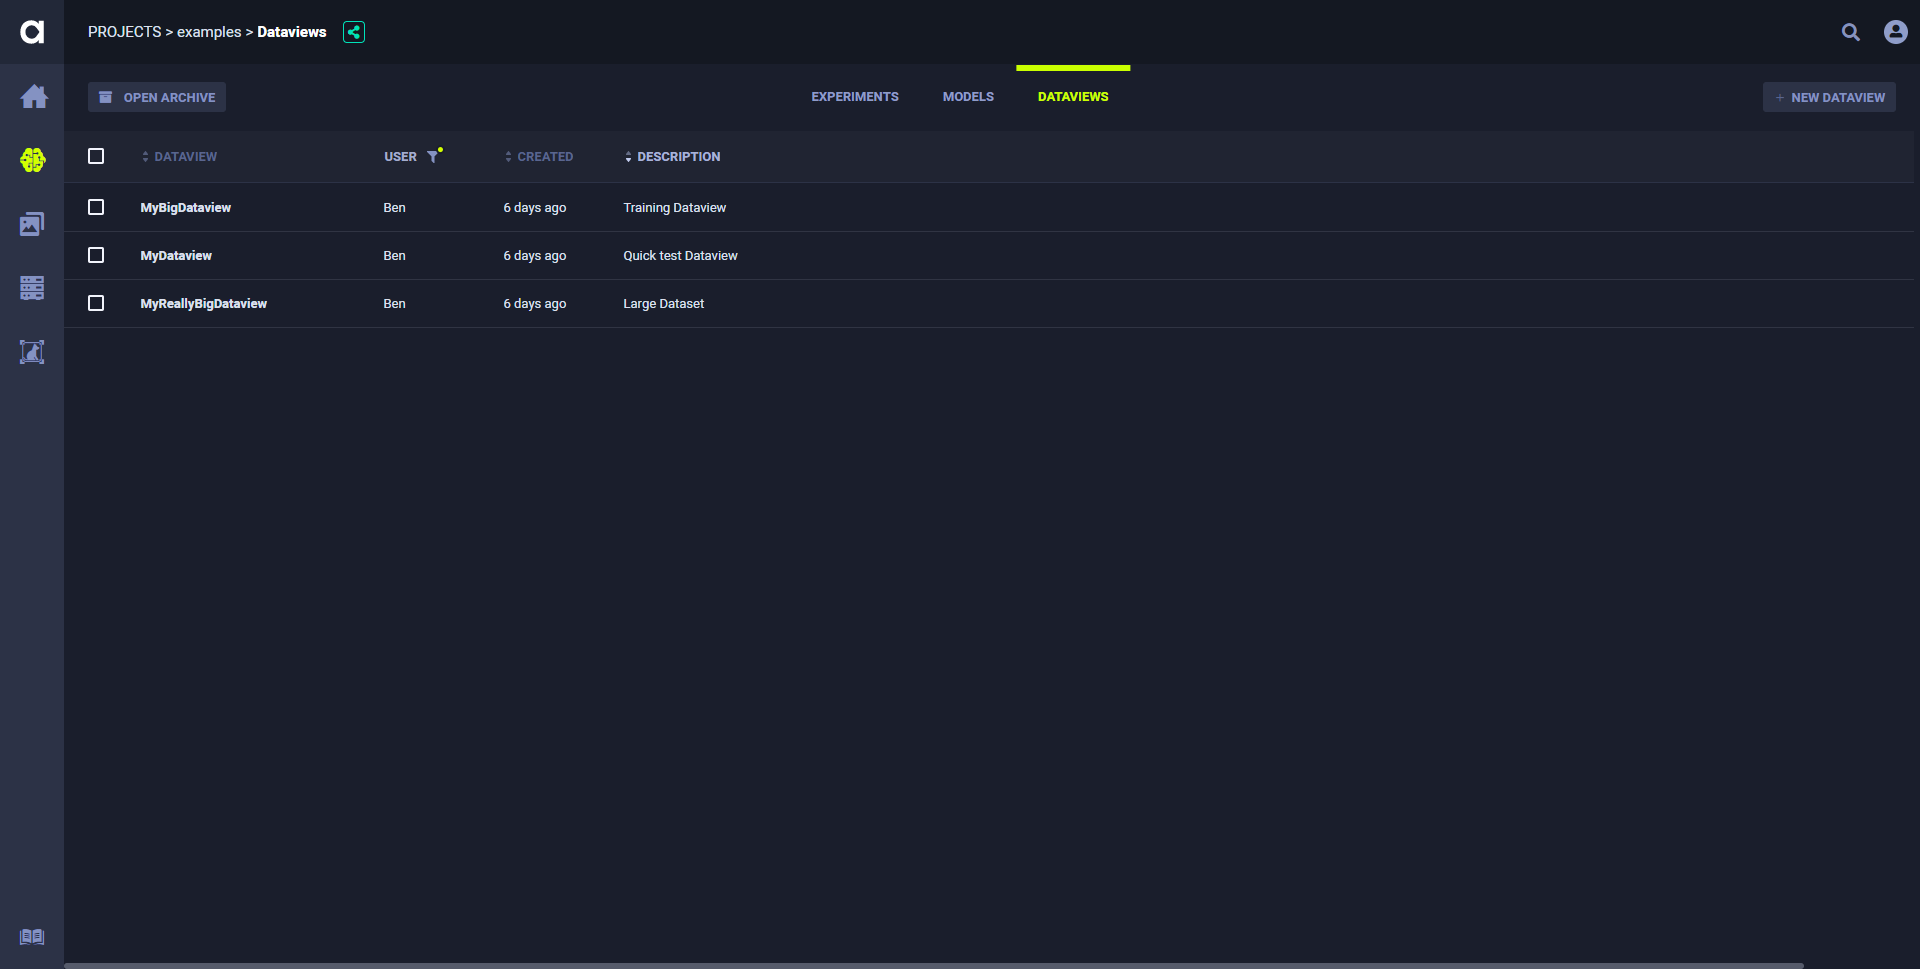 PROJECTS > examples > Dataviews
OPEN ARCHIVE
EXPERIMENTS MODELS DATAVIEWS
+ NEW DATAVIEW
DATAVIEW USER CREATED DESCRIPTION
MyBigDataview Ben 6 days ago Training Dataview
MyDataview Ben 6 days ago Quick test Dataview
MyReallyBigDataview Ben 6 days ago Large Dataset